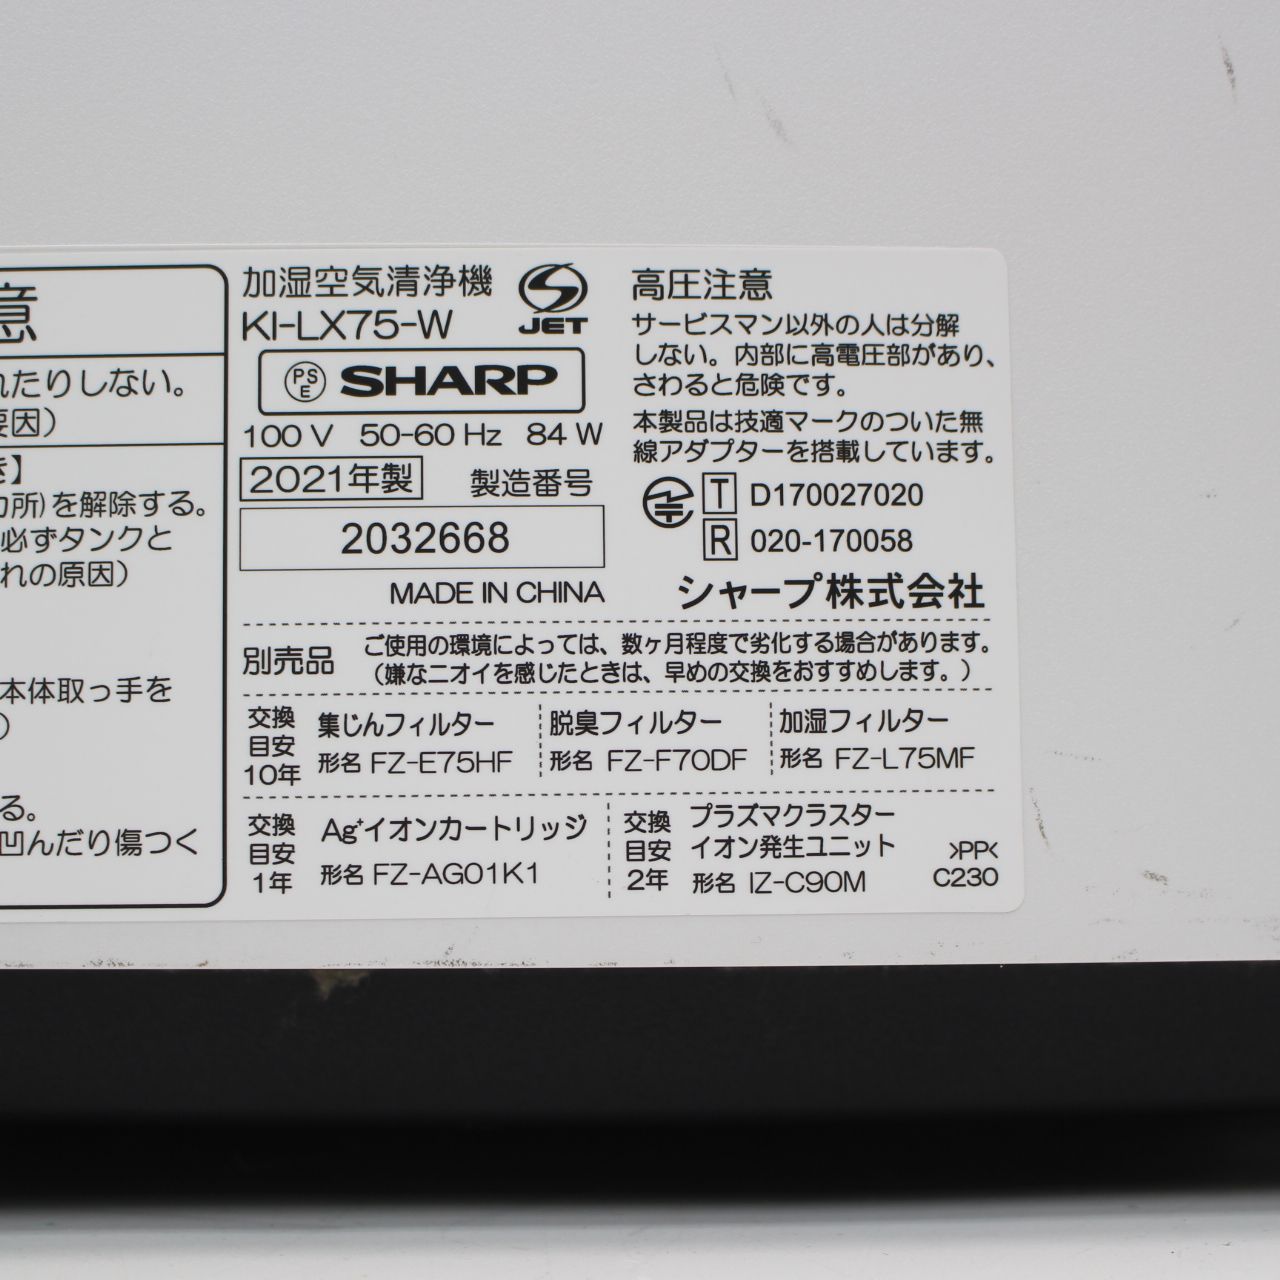 意
れたりしない。
要因）
き】
カ所)を解除する。
必ずタンクと
れの原因）
本体取っ手を
）
る。
凹んだり傷つく
加湿空気清浄機
KI-LX75-W
JET
PS
E
SHARP
100 V 50-60 Hz 84 W
2021年製 製造番号
2032668
MADE IN CHINA
高圧注意
サービスマン以外の人は分解
しない。内部に高電圧部があり、
さわると危険です。
本製品は技適マークのついた無
線アダプターを搭載しています。
T D170027020
R 020-170058
シャープ株式会社
別売品
ご使用の環境によっては、数ヶ月程度で劣化する場合があります。
（嫌なニオイを感じたときは、早めの交換をおすすめします。）
交換
目安
10年
集じんフィルター
形名 FZ-E75HF
脱臭フィルター
形名 FZ-F70DF
加湿フィルター
形名 FZ-L75MF
交換
目安
1年
Ag⁺イオンカートリッジ
形名 FZ-AG01K1
交換
目安
2年
プラズマクラスター
イオン発生ユニット
形名 IZ-C90M
>PP<
C230